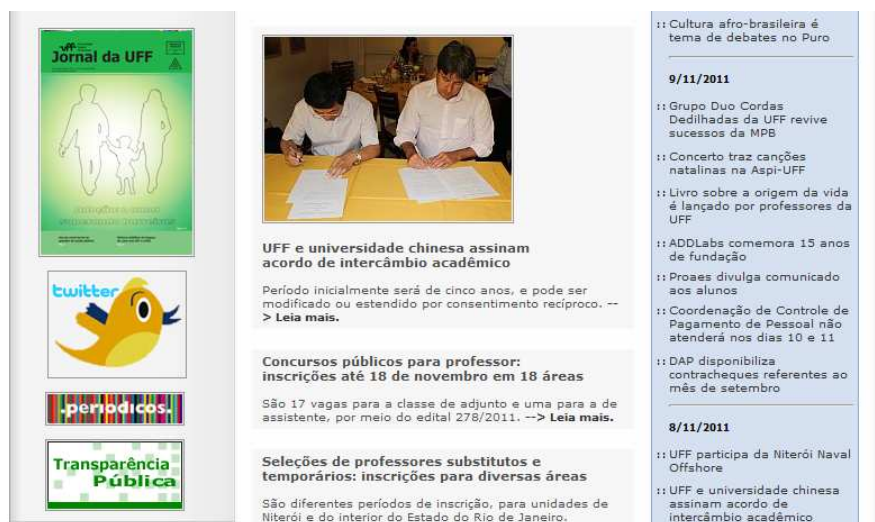 uff
Jornal da UFF
twitter
.periodicos.
Transparência
Pública
UFF e universidade chinesa assinam
acordo de intercâmbio acadêmico
Período inicialmente será de cinco anos, e pode ser
modificado ou estendido por consentimento recíproco. --
> Leia mais.
Concursos públicos para professor:
inscrições até 18 de novembro em 18 áreas
São 17 vagas para a classe de adjunto e uma para a de
assistente, por meio do edital 278/2011. --> Leia mais.
Seleções de professores substitutos e
temporários: inscrições para diversas áreas
São diferentes períodos de inscrição, para unidades de
Niterói e do interior do Estado do Rio de Janeiro.
:: Cultura afro-brasileira é
tema de debates no Puro
9/11/2011
:: Grupo Duo Cordas
Dedilhadas da UFF revive
sucessos da MPB
:: Concerto traz canções
natalinas na Aspi-UFF
:: Livro sobre a origem da vida
é lançado por professores da
UFF
:: ADDLabs comemora 15 anos
de fundação
:: Proaes divulga comunicado
aos alunos
:: Coordenação de Controle de
Pagamento de Pessoal não
atenderá nos dias 10 e 11
:: DAP disponibiliza
contracheques referentes ao
mês de setembro
8/11/2011
:: UFF participa da Niterói Naval
Offshore
:: UFF e universidade chinesa
assinam acordo de
intercâmbio acadêmico